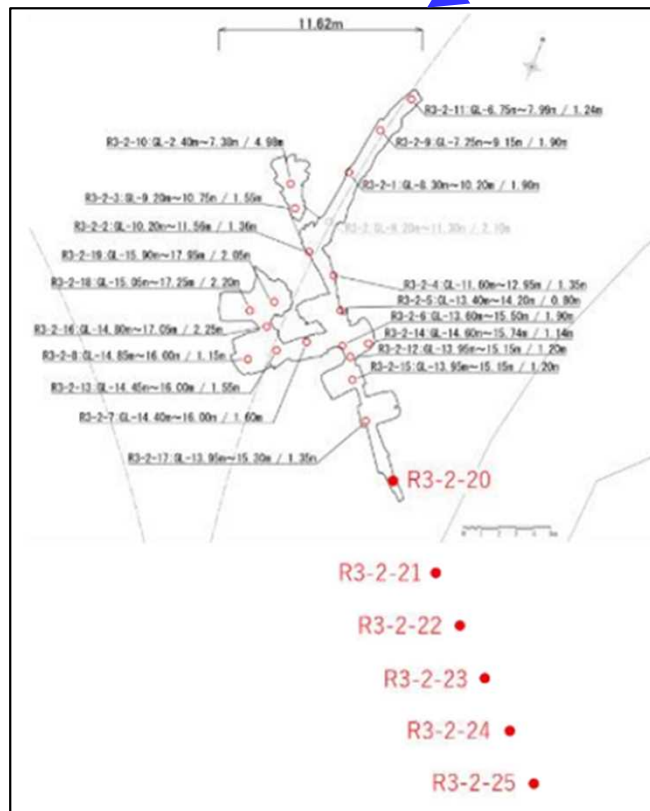 11.62m
R3-2-11:GL-6.75m~7.99m / 1.24m
R3-2-9:GL-7.25m~9.15m / 1.90m
R3-2-10:GL-2.40m~7.38m / 4.98m
R3-2-1:GL-8.30m~10.20m / 1.90m
R3-2-3:GL-9.20m~10.75m / 1.55m
R3-2:GL-9.20m~11.30m / 2.10m
R3-2-2:GL-10.20m~11.56m / 1.36m
R3-2-19:GL-15.90m~17.95m / 2.05m
R3-2-18:GL-15.05m~17.25m / 2.20m
R3-2-4:GL-11.60m~12.95m / 1.35m
R3-2-5:GL-13.40m~14.20m / 0.80m
R3-2-6:GL-13.60m~15.50m / 1.90m
R3-2-16:GL-14.80m~17.05m / 2.25m
R3-2-14:GL-14.60m~15.74m / 1.14m
R3-2-8:GL-14.85m~16.00m / 1.15m
R3-2-12:GL-13.95m~15.15m / 1.20m
R3-2-15:GL-13.95m~15.15m / 1.20m
R3-2-13:GL-14.45m~16.00m / 1.55m
R3-2-7:GL-14.40m~16.00m / 1.60m
R3-2-17:GL-13.95m~15.30m / 1.35m
R3-2-20
R3-2-21
R3-2-22
R3-2-23
R3-2-24
R3-2-25